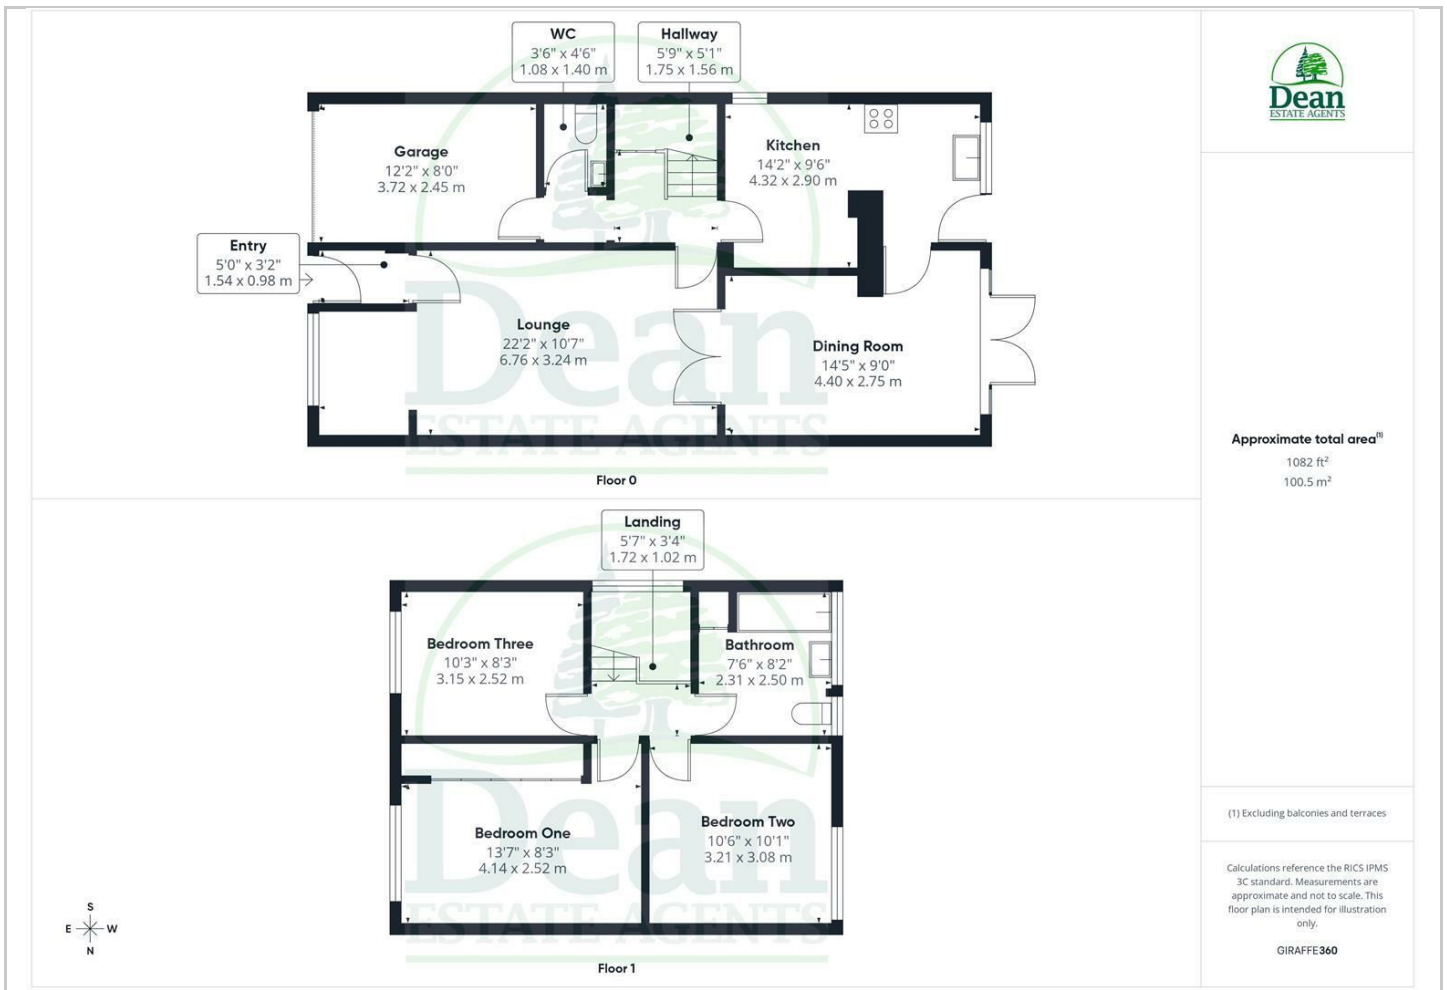 WC
3'6" x 4'6"
1.08 x 1.40 m
Hallway
5'9" x 5'1"
1.75 x 1.56 m
Garage
12'2" x 8'0"
3.72 x 2.45 m
Kitchen
14'2" x 9'6"
4.32 x 2.90 m
Entry
5'0" x 3'2"
1.54 x 0.98 m
Lounge
22'2" x 10'7"
6.76 x 3.24 m
Dining Room
14'5" x 9'0"
4.40 x 2.75 m
Dean
ESTATE AGENTS
Floor 0
Landing
5'7" x 3'4"
1.72 x 1.02 m
Bedroom Three
10'3" x 8'3"
3.15 x 2.52 m
Bathroom
7'6" x 8'2"
2.31 x 2.50 m
Bedroom One
13'7" x 8'3"
4.14 x 2.52 m
Bedroom Two
10'6" x 10'1"
3.21 x 3.08 m
Dean
ESTATE AGENTS
Floor 1
S
E W
N
Dean
ESTATE AGENTS
Approximate total area(1)
1082 ft²
100.5 m²
(1) Excluding balconies and terraces
Calculations reference the RICS IPMS
3C standard. Measurements are
approximate and not to scale. This
floor plan is intended for illustration
only.
GIRAFFE360